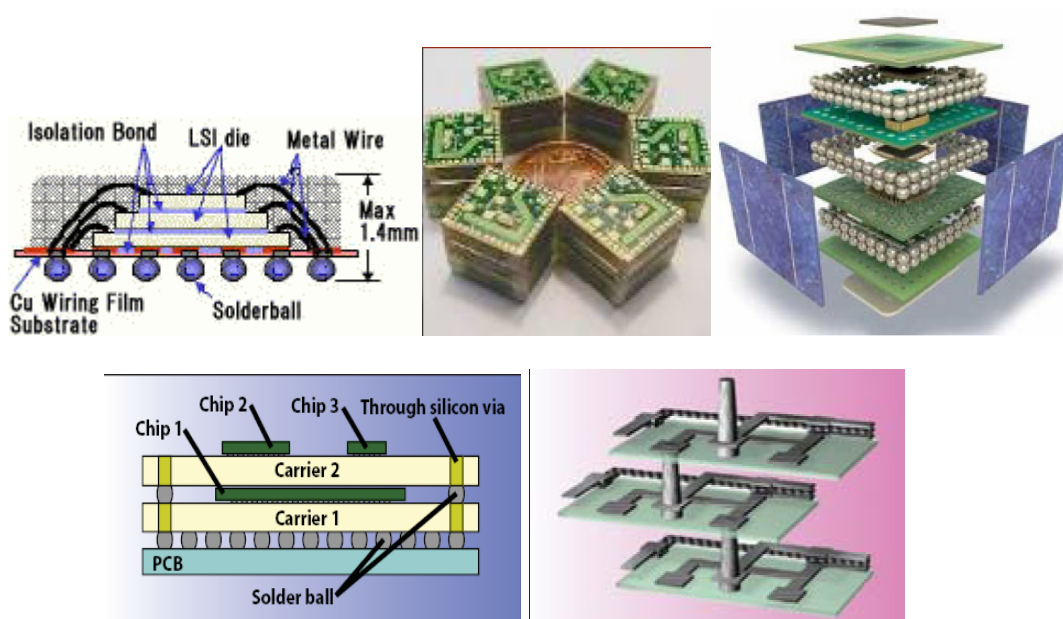 Isolation Bond
LSI die
Metal Wire
Max
1.4mm
Cu Wiring Film
Substrate
Solderball
Chip 2
Chip 3
Through silicon via
Chip 1
Carrier 2
Carrier 1
PCB
Solder ball